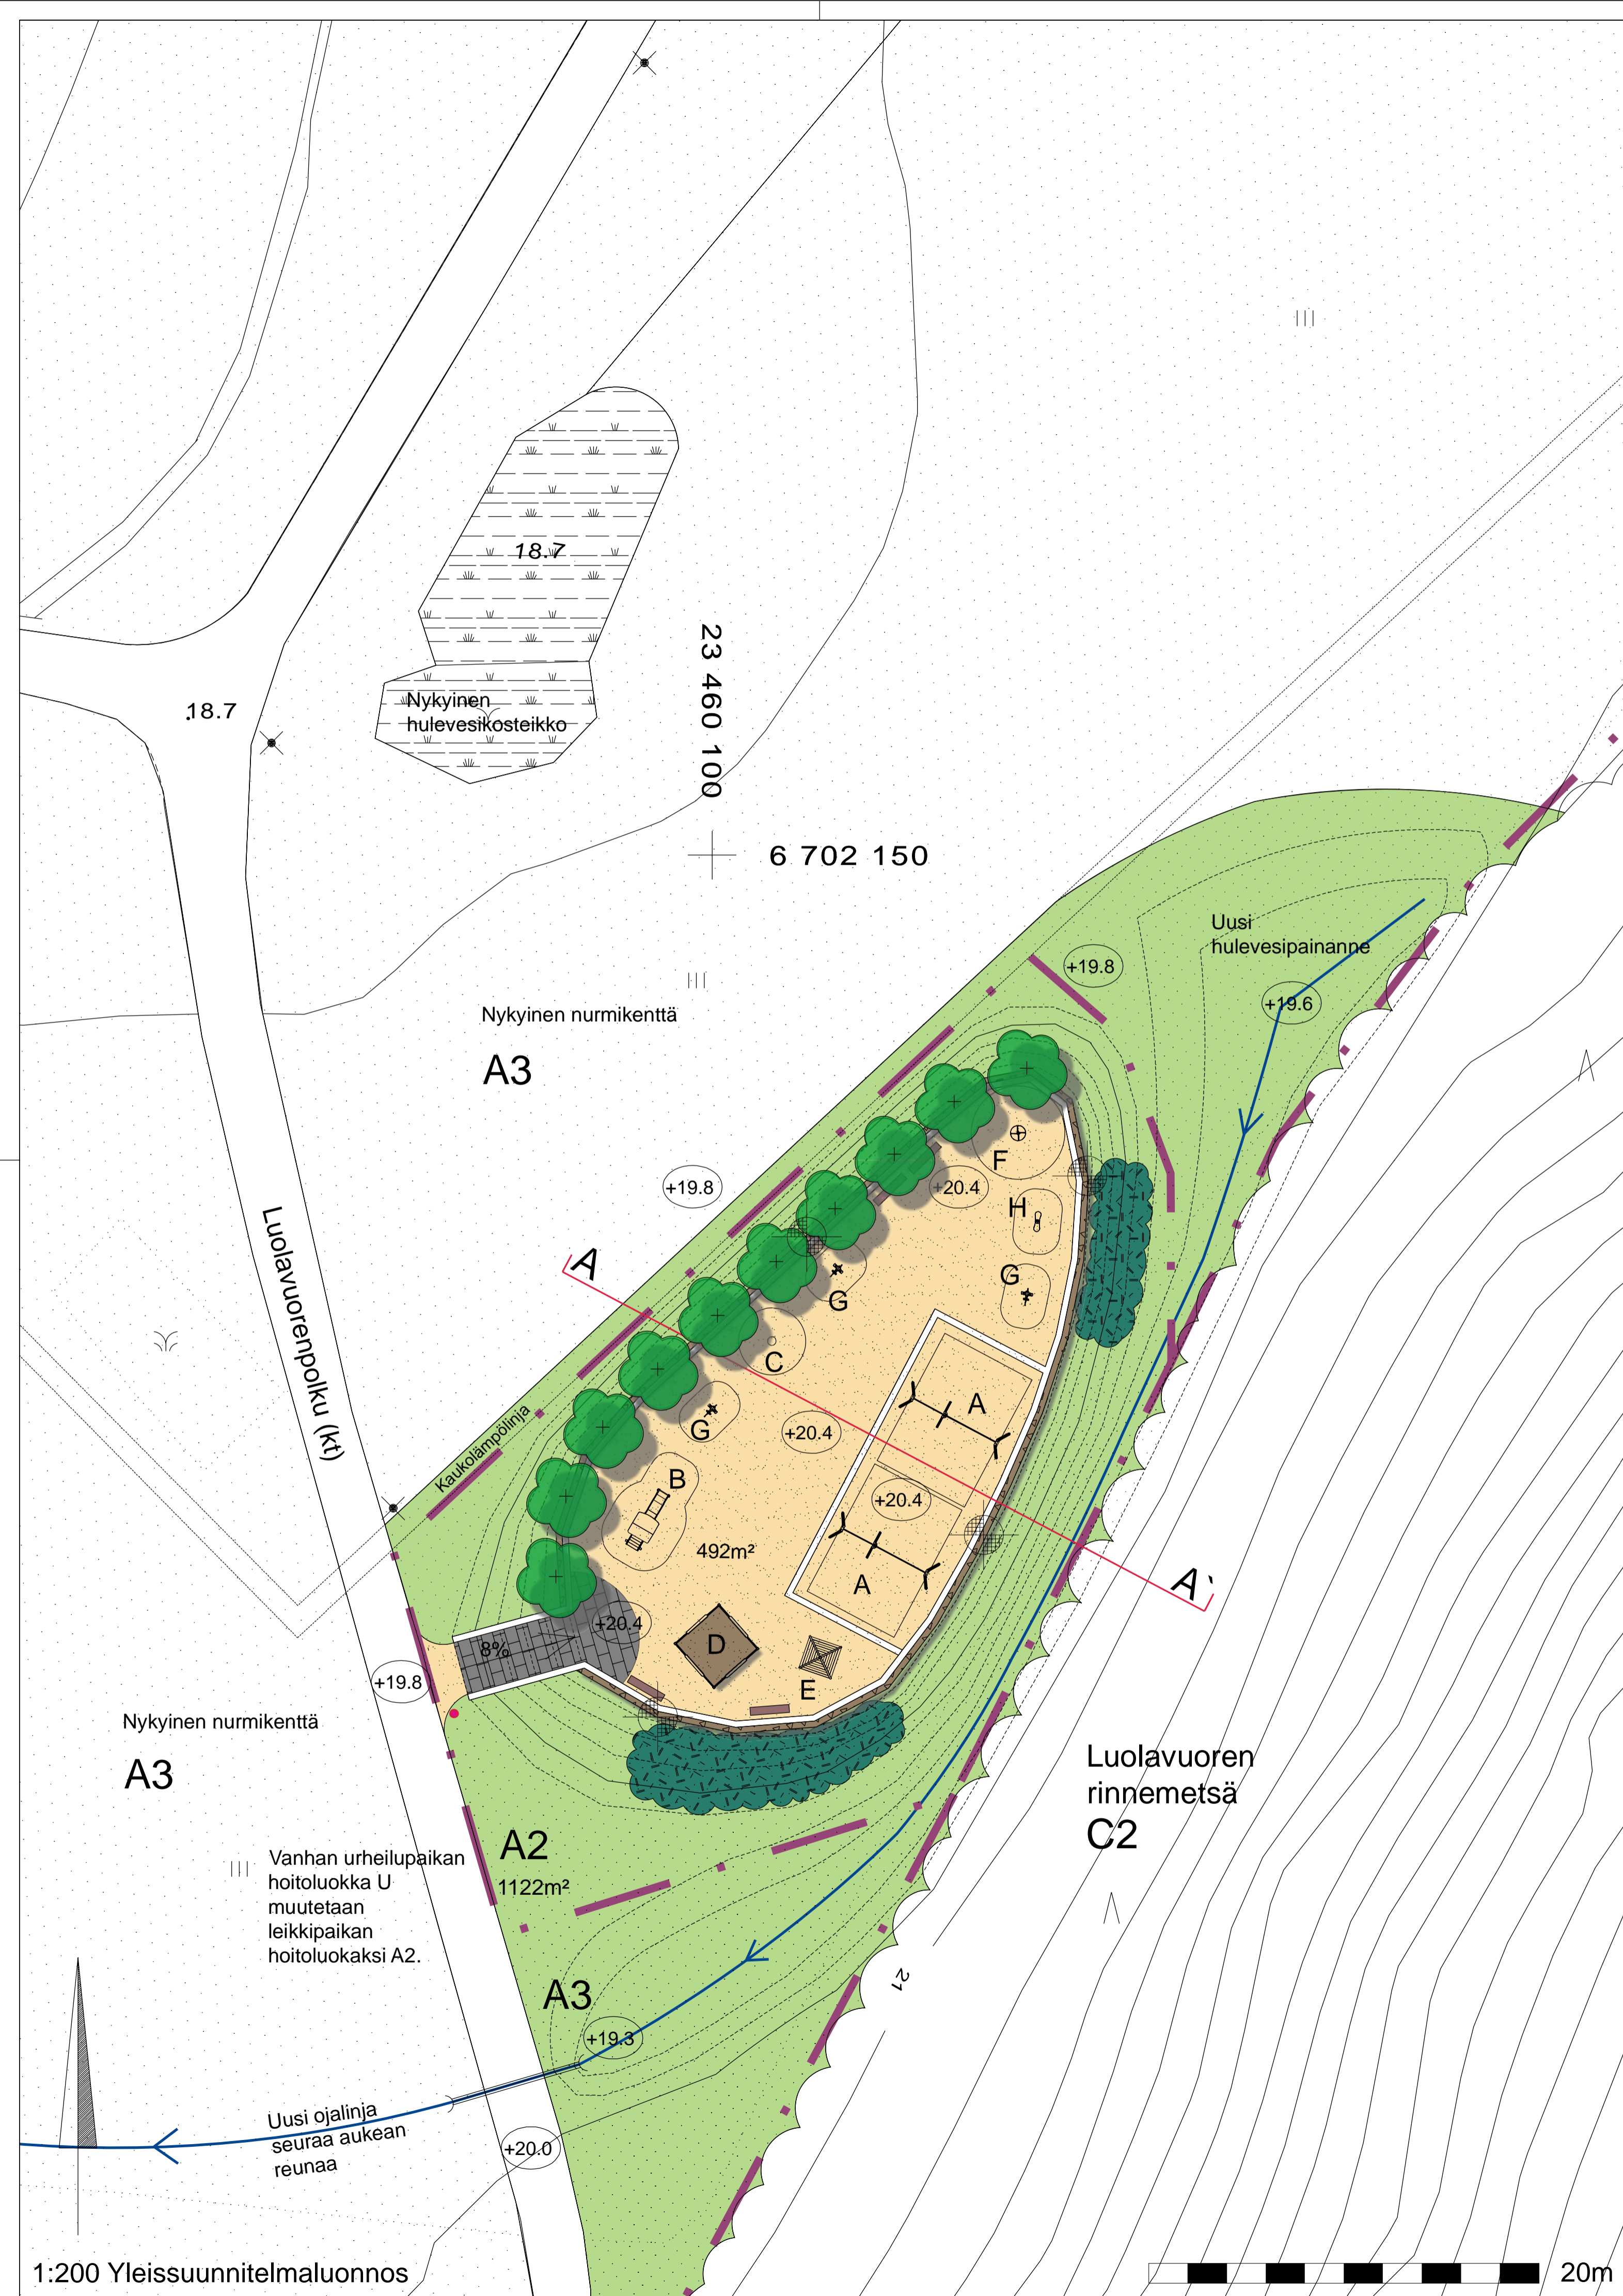 18.7
Nykyinen
hulevesikosteikko
18.7
23 460 100
6 702 150
Uusi
hulevesipainanne
+19.8
+19.6
Nykyinen nurmikenttä
A3
+19.8
F
+20.4
H
G
G
A
C
A
G
+20.4
Luolavuorenpolku (kt)
Kaukolämpölinja
B
+20.4
492m²
A
A`
+20.4
D
8%
E
+19.8
Nykyinen nurmikenttä
A3
Luolavuoren
rinnemetsä
C2
A2
1122m²
Vanhan urheilupaikan
hoitoluokka U
muutetaan
leikkipaikan
hoitoluokaksi A2.
21
A3
+19.3
Uusi ojalinja
seuraa aukean
reunaa
+20.0
1:200 Yleissuunnitelmaluonnos
20m